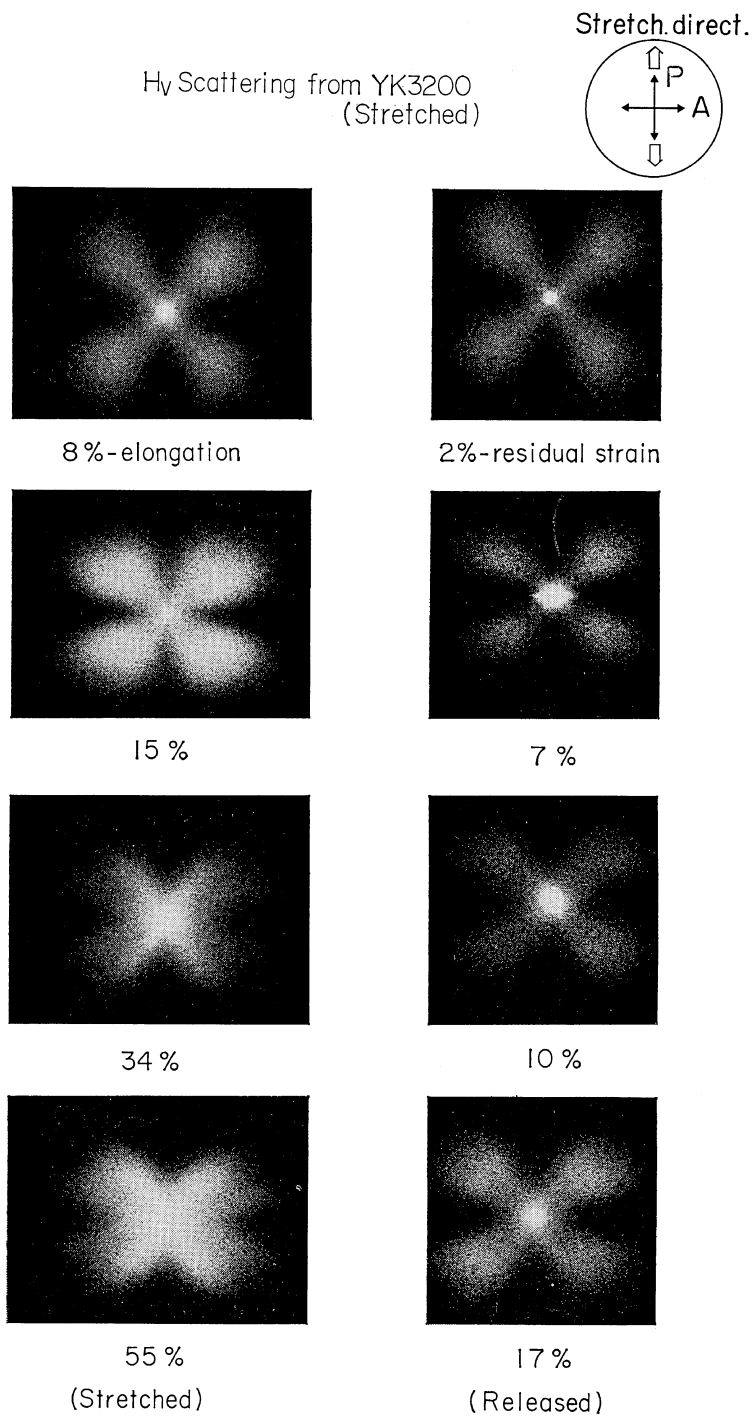 Stretch. direct.
P
A
Hv Scattering from YK3200
(Stretched)
8%-elongation
2%-residual strain
15 %
7 %
34 %
10 %
55 %
17 %
(Stretched)
(Released)